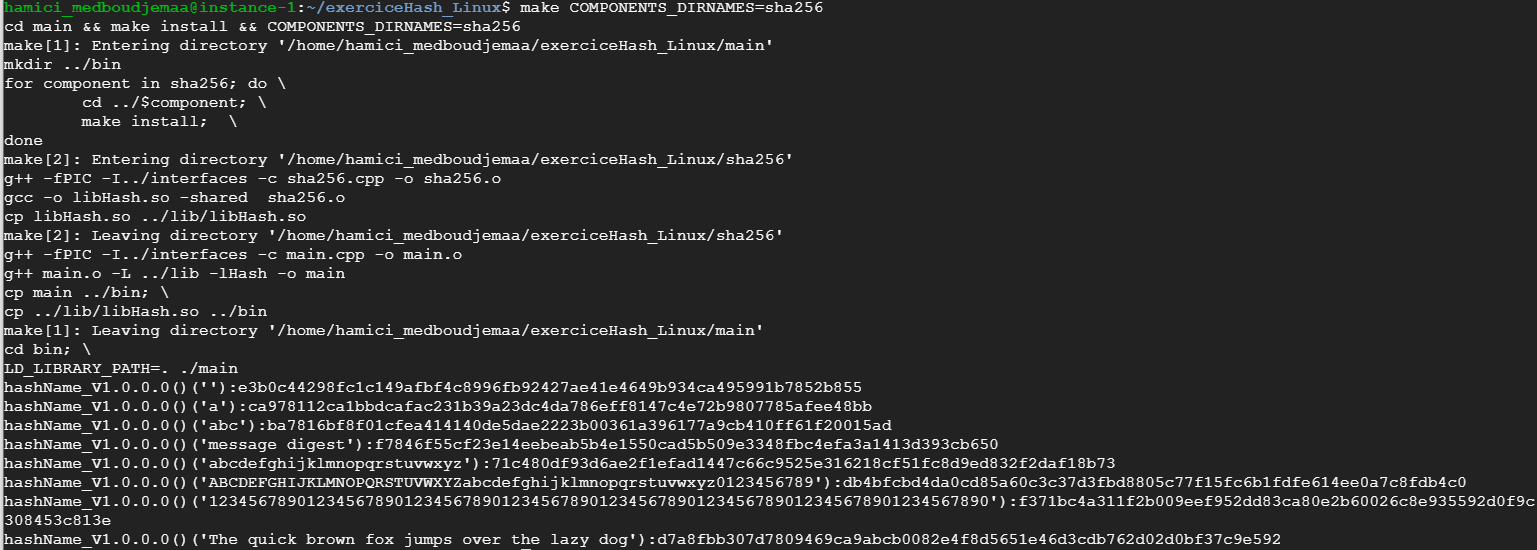 hamici_medboudjemaa@instance-1:~/exerciceHash_Linux$ make COMPONENTS_DIRNAMES=sha256
cd main && make install && COMPONENTS_DIRNAMES=sha256
make[1]: Entering directory '/home/hamici_medboudjemaa/exerciceHash_Linux/main'
mkdir ../bin
for component in sha256; do \
        cd ../$component; \
        make install;  \
done
make[2]: Entering directory '/home/hamici_medboudjemaa/exerciceHash_Linux/sha256'
g++ -fPIC -I../interfaces -c sha256.cpp -o sha256.o
gcc -o libHash.so -shared  sha256.o
cp libHash.so ../lib/libHash.so
make[2]: Leaving directory '/home/hamici_medboudjemaa/exerciceHash_Linux/sha256'
g++ -fPIC -I../interfaces -c main.cpp -o main.o
g++ main.o -L ../lib -lHash -o main
cp main ../bin; \
cp ../lib/libHash.so ../bin
make[1]: Leaving directory '/home/hamici_medboudjemaa/exerciceHash_Linux/main'
cd bin; \
LD_LIBRARY_PATH=. ./main
hashName_V1.0.0.0()(''):e3b0c44298fc1c149afbf4c8996fb92427ae41e4649b934ca495991b7852b855
hashName_V1.0.0.0()('a'):ca978112ca1bbdcafac231b39a23dc4da786eff8147c4e72b9807785afee48bb
hashName_V1.0.0.0()('abc'):ba7816bf8f01cfea414140de5dae2223b00361a396177a9cb410ff61f20015ad
hashName_V1.0.0.0()('message digest'):f7846f55cf23e14eebeab5b4e1550cad5b509e3348fbc4efa3a1413d393cb650
hashName_V1.0.0.0()('abcdefghijklmnopqrstuvwxyz'):71c480df93d6ae2f1efad1447c66c9525e316218cf51fc8d9ed832f2daf18b73
hashName_V1.0.0.0()('ABCDEFGHIJKLMNOPQRSTUVWXYZabcdefghijklmnopqrstuvwxyz0123456789'):db4bfcbd4da0cd85a60c3c37d3fbd8805c77f15fc6b1fdfe614ee0a7c8fdb4c0
hashName_V1.0.0.0()('12345678901234567890123456789012345678901234567890123456789012345678901234567890'):f371bc4a311f2b009eef952dd83ca80e2b60026c8e935592d0f9c
308453c813e
hashName_V1.0.0.0()('The quick brown fox jumps over the lazy dog'):d7a8fbb307d7809469ca9abcb0082e4f8d5651e46d3cdb762d02d0bf37c9e592